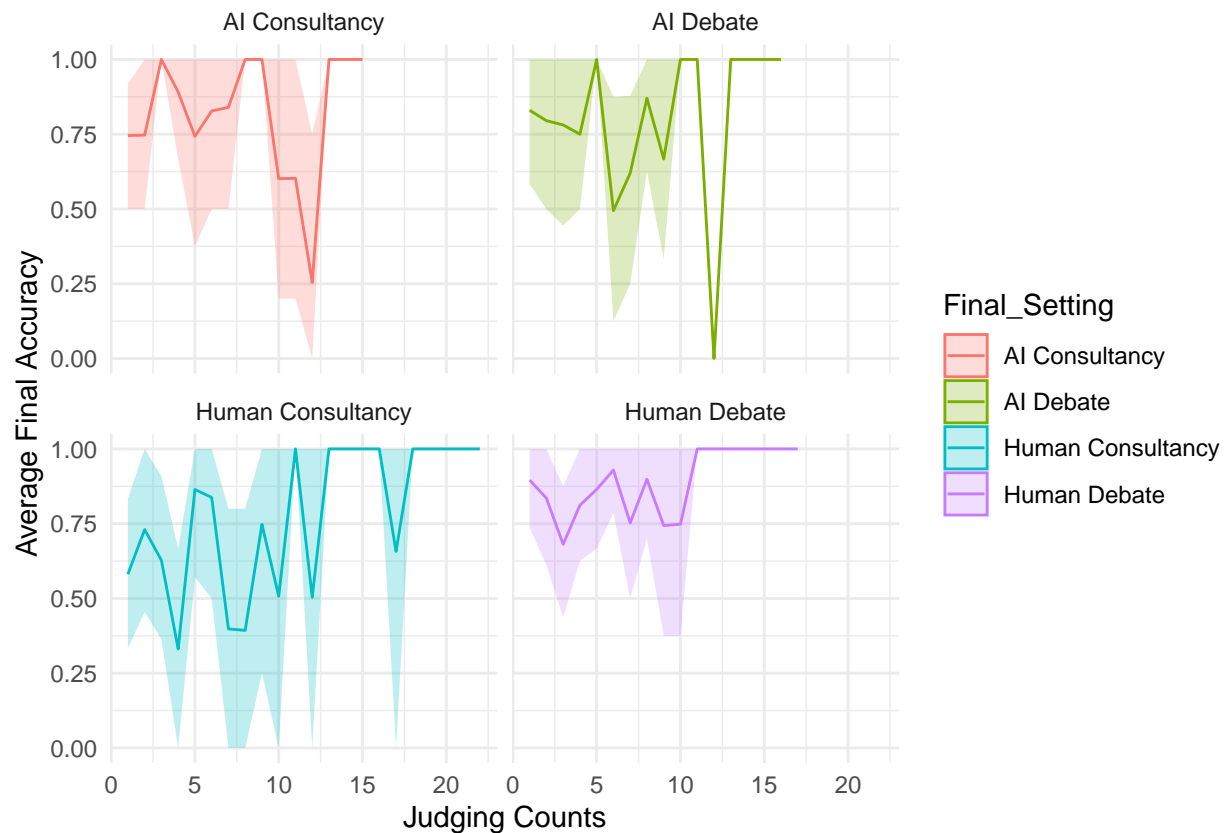 AI Consultancy
AI Debate
1.00
0.75
0.50
0.25
0.00
Human Consultancy
Human Debate
1.00
0.75
0.50
0.25
0.00
0 5 10 15 20
0 5 10 15 20
Judging Counts
Average Final Accuracy
Final_Setting
AI Consultancy
AI Debate
Human Consultancy
Human Debate